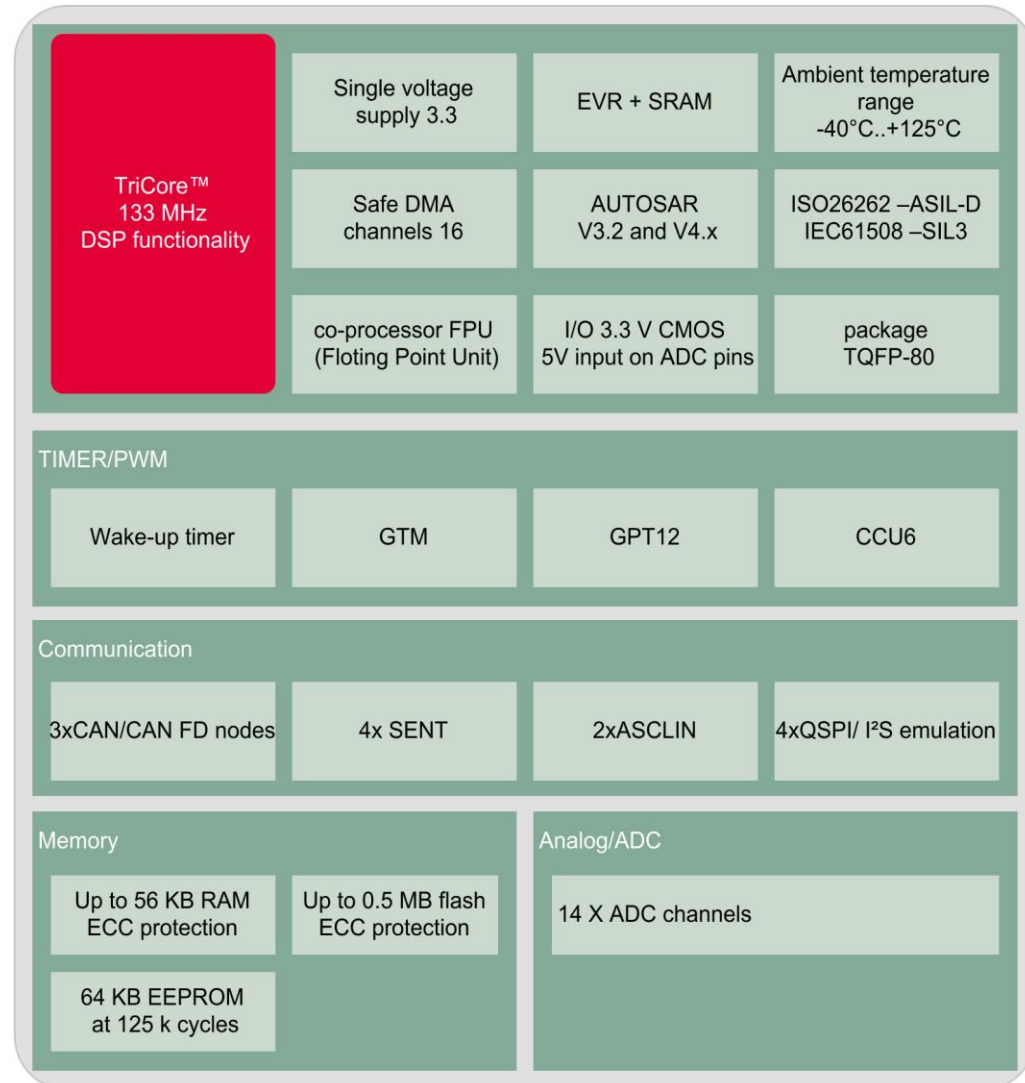 TriCore™
133 MHz
DSP functionality
Single voltage
supply 3.3
EVR + SRAM
Ambient temperature
range
-40°C..+125°C
Safe DMA
channels 16
AUTOSAR
V3.2 and V4.x
ISO26262 –ASIL-D
IEC61508 –SIL3
co-processor FPU
(Floting Point Unit)
I/O 3.3 V CMOS
5V input on ADC pins
package
TQFP-80
TIMER/PWM
Wake-up timer
GTM
GPT12
CCU6
Communication
3xCAN/CAN FD nodes
4x SENT
2xASCLIN
4xQSPI/ I²S emulation
Memory
Up to 56 KB RAM
ECC protection
Up to 0.5 MB flash
ECC protection
64 KB EEPROM
at 125 k cycles
Analog/ADC
14 X ADC channels